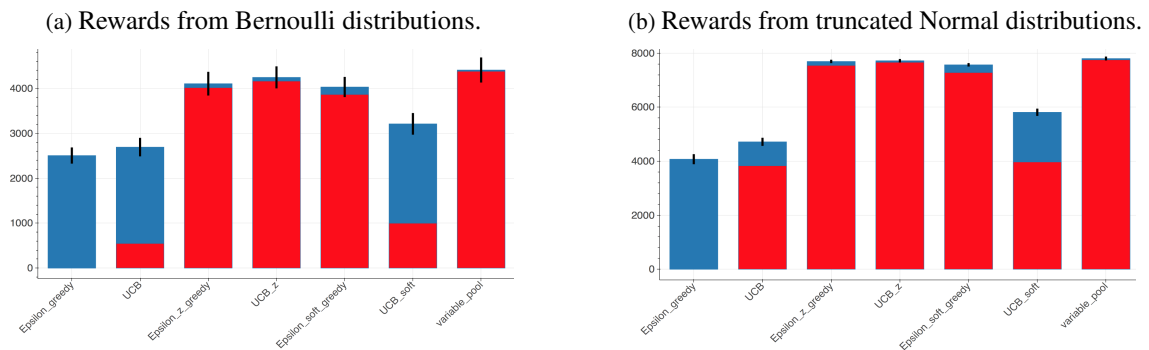 (a) Rewards from Bernoulli distributions.
4000
3000
2000
1000
0
Epsilon_greedy
UCB
Epsilon_z_greedy
UCB_z
Epsilon_soft_greedy
UCB_soft
variable_pool
(b) Rewards from truncated Normal distributions.
8000
6000
4000
2000
0
Epsilon_greedy
UCB
Epsilon_z_greedy
UCB_z
Epsilon_soft_greedy
UCB_soft
variable_pool